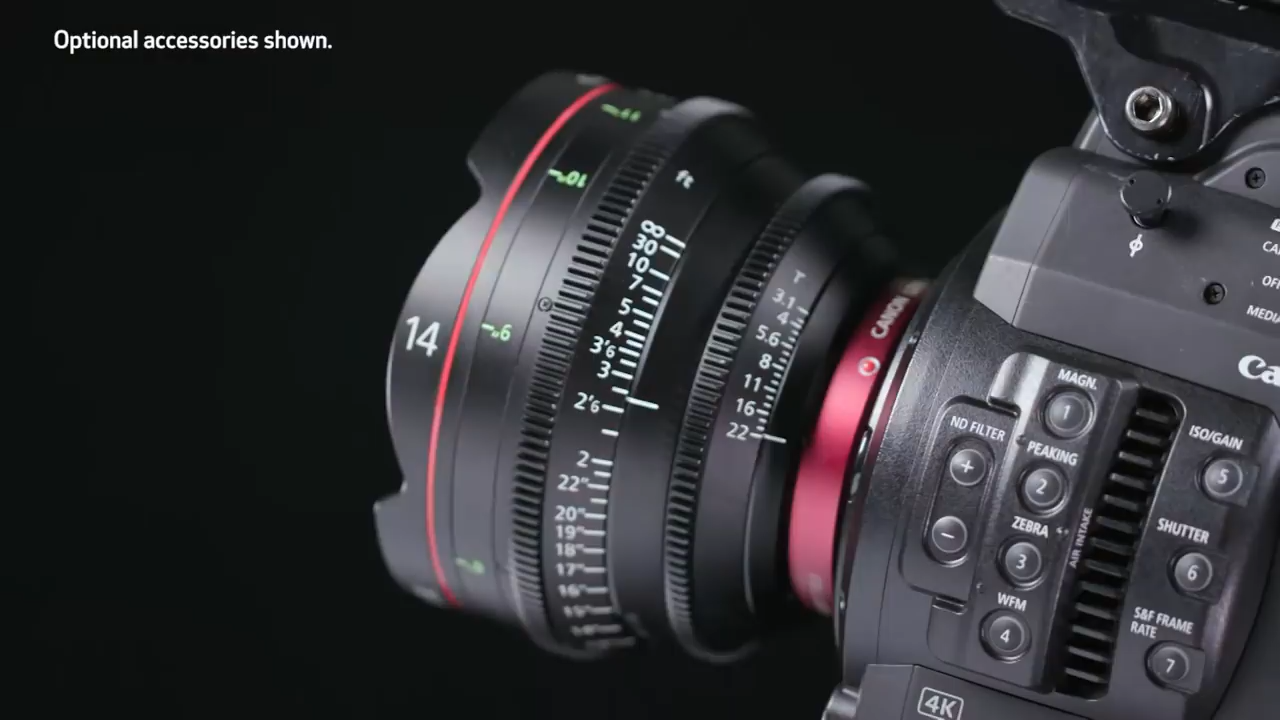 Optional accessories shown.
14
10"
6
ft
∞
30
10
7
5
4
3'6
3
2'6
2
22"
20"
19"
18"
17"
16"
15"
T
3.1
4
5.6
8
11
16
22
CANON
ND FILTER
+
−
MAGN.
1
PEAKING
2
ZEBRA
3
WFM
4
AIR INTAKE
ISO/GAIN
5
SHUTTER
6
S&F FRAME
RATE
7
ϕ
MEDIA
4K